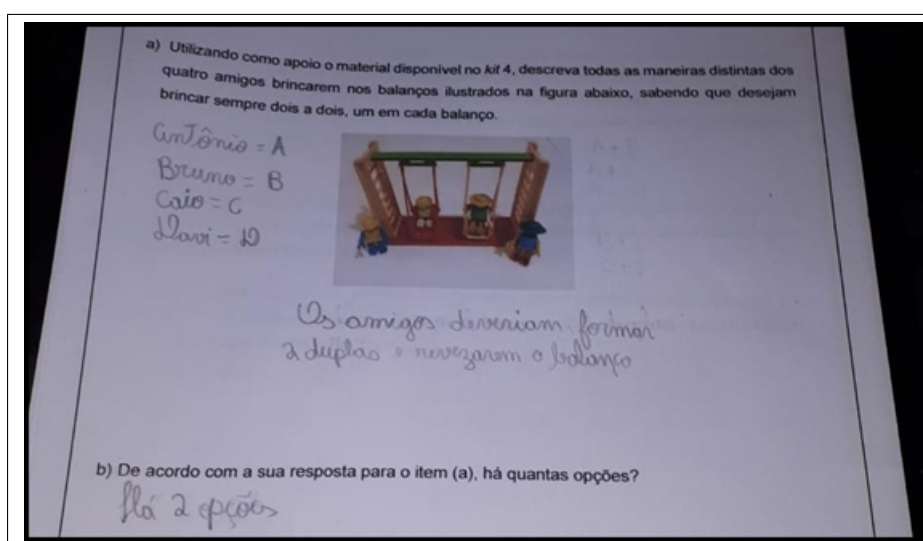 a) Utilizando como apoio o material disponível no kit 4, descreva todas as maneiras distintas dos
quatro amigos brincarem nos balanços ilustrados na figura abaixo, sabendo que desejam
brincar sempre dois a dois, um em cada balanço.
Antônio = A
Bruno = B
Caio = C
Davi = D
Os amigos deveriam formar
2 duplas e revezarem o balanço
b) De acordo com a sua resposta para o item (a), há quantas opções?
Há 2 opções